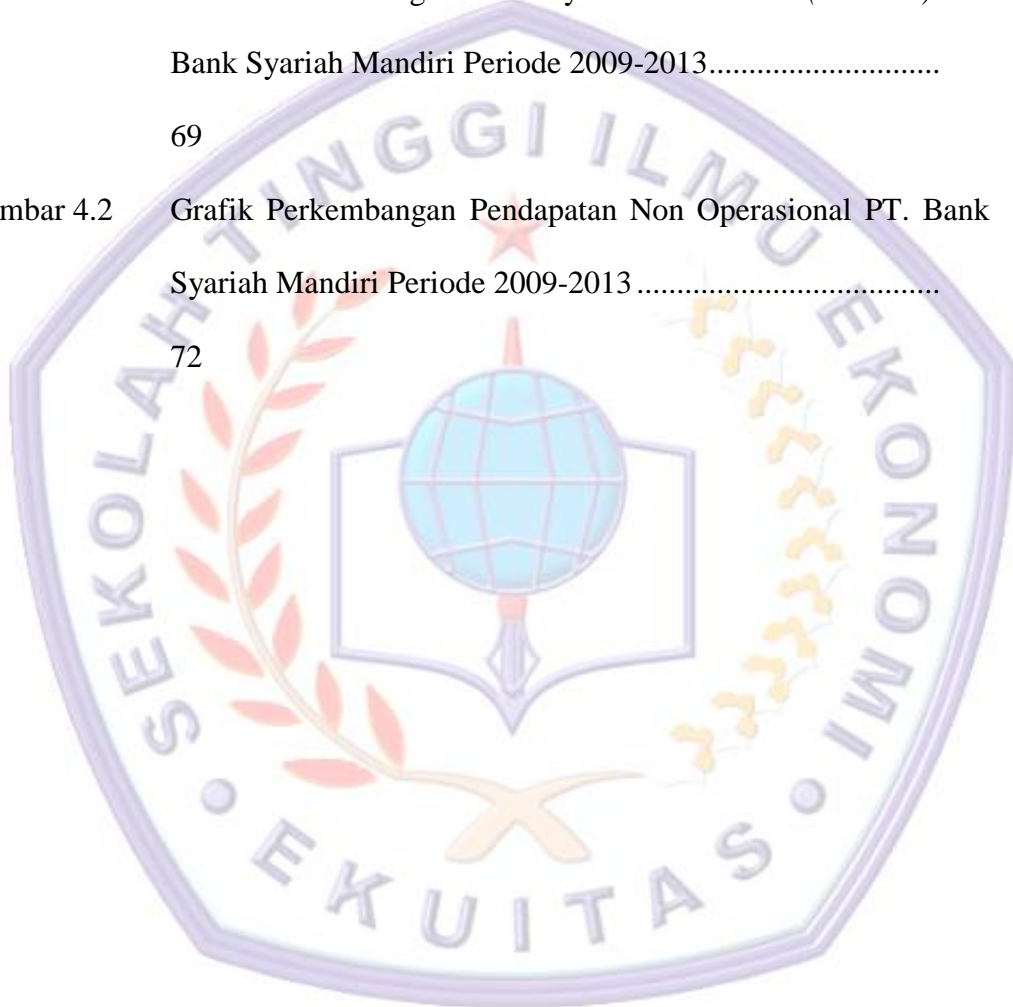 Bank Syariah Mandiri Periode 2009-2013.............................
69
mbar 4.2 Grafik Perkembangan Pendapatan Non Operasional PT. Bank
Syariah Mandiri Periode 2009-2013......................................
72
SEKOLAH TINGGI ILMU EKONOMI
• EKUITAS •